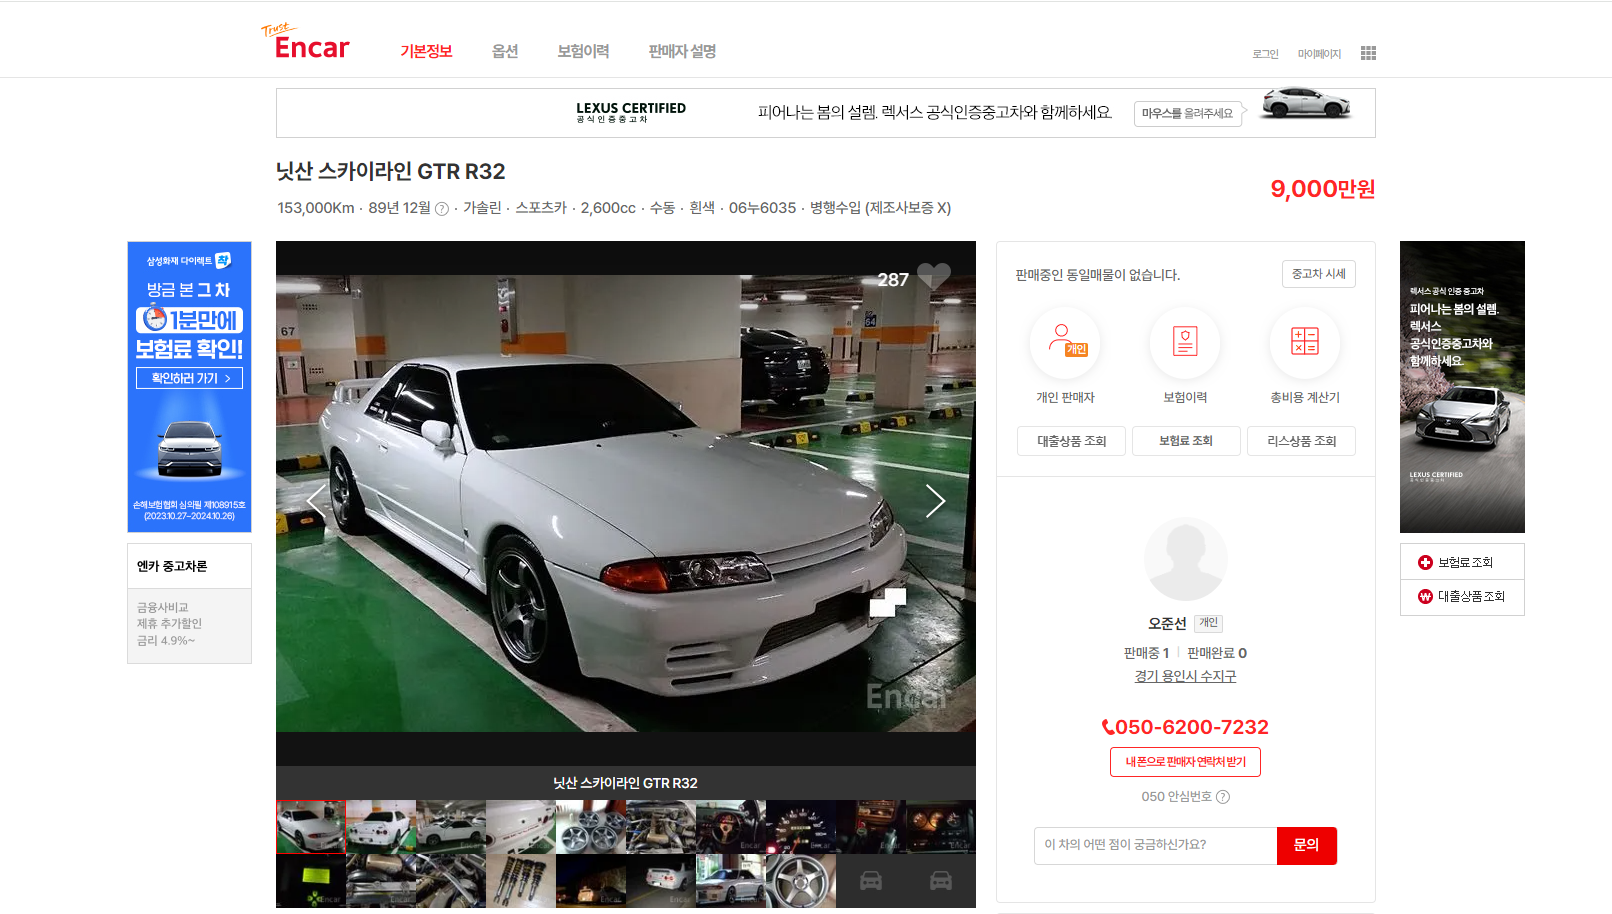 Trust
Encar
기본정보
옵션
보험이력
판매자 설명
로그인
마이페이지
LEXUS CERTIFIED
공식인증중고차
피어나는 봄의 설렘. 렉서스 공식인증중고차와 함께하세요.
마우스를 올려주세요
닛산 스카이라인 GTR R32
9,000만원
153,000Km · 89년 12월 ? · 가솔린 · 스포츠카 · 2,600cc · 수동 · 흰색 · 06누6035 · 병행수입 (제조사보증 X)
삼성화재 다이렉트 착
방금 본 그 차
1분만에
보험료 확인!
확인하러 가기 >
손해보험협회 심의필 제108915호
(2023.10.27~2024.10.26)
엔카 중고차론
금융사비교
제휴 추가할인
금리 4.9%~
287
67
64
Encar
닛산 스카이라인 GTR R32
판매중인 동일매물이 없습니다.
중고차 시세
개인
개인 판매자
보험이력
총비용 계산기
대출상품 조회
보험료 조회
리스상품 조회
오준선
개인
판매중 1
판매완료 0
경기 용인시 수지구
050-6200-7232
내 폰으로 판매자 연락처 받기
050 안심번호 ?
이 차의 어떤 점이 궁금하신가요?
문의
렉서스 공식 인증 중고차
피어나는 봄의 설렘.
렉서스
공식인증중고차와
함께하세요.
LEXUS CERTIFIED
공식인증중고차
보험료조회
대출상품조회